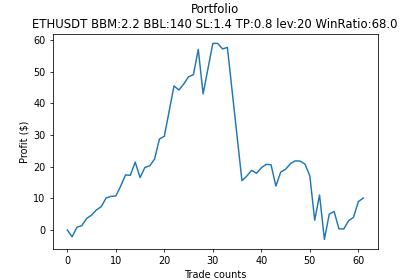 Portfolio
ETHUSDT BBM:2.2 BBL:140 SL:1.4 TP:0.8 lev:20 WinRatio:68.0
Profit ($)
60
50
40
30
20
10
0
0 10 20 30 40 50 60
Trade counts